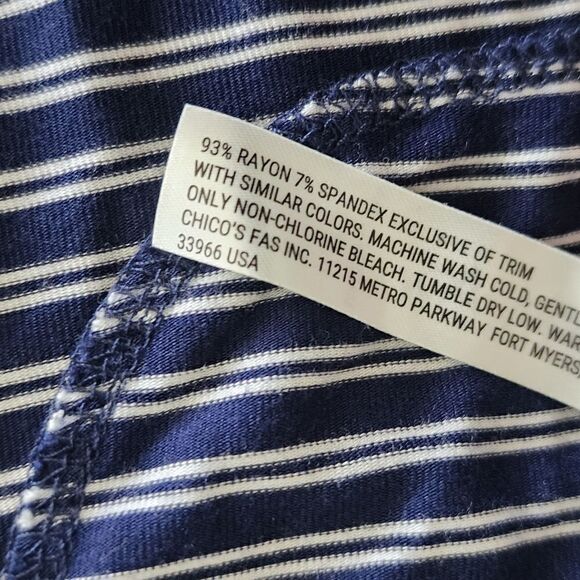 93% RAYON 7% SPANDEX EXCLUSIVE OF TRIM
WITH SIMILAR COLORS. MACHINE WASH COLD, GENTL
ONLY NON-CHLORINE BLEACH. TUMBLE DRY LOW. WAR
CHICO'S FAS INC. 11215 METRO PARKWAY FORT MYERS,
33966 USA